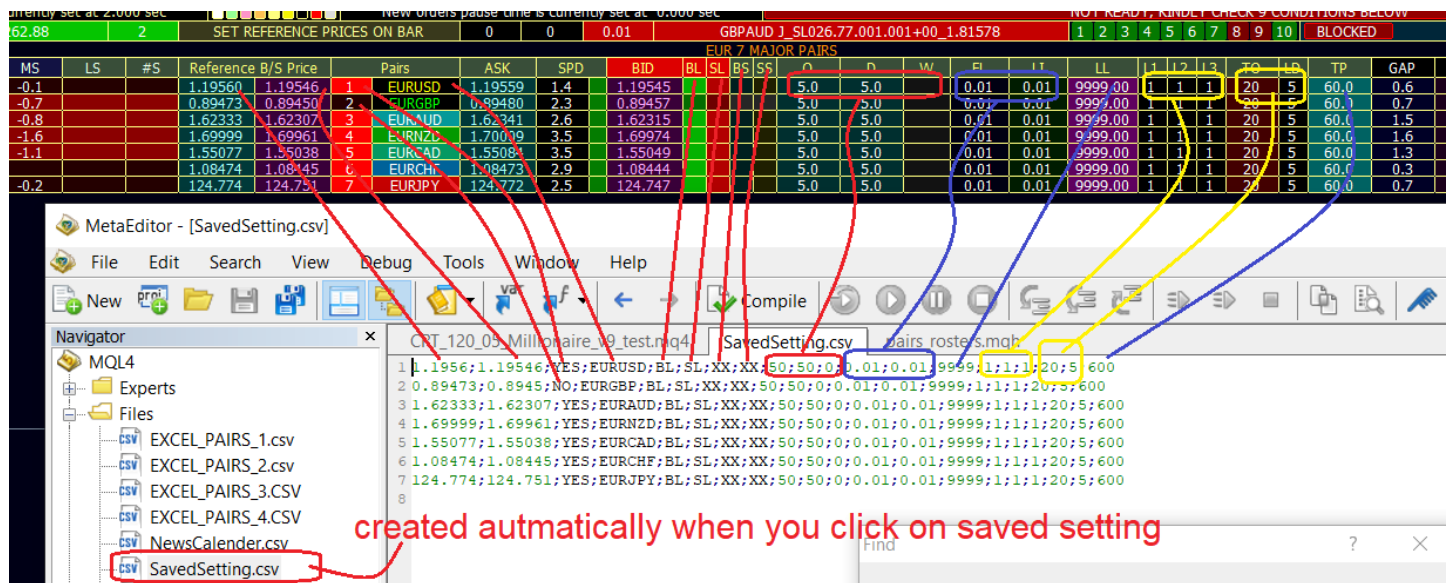 currently set at 2.000 sec New orders pause time is currently set at 0.000 sec NOT READY, KINDLY CHECK 9 CONDITIONS BELOW
262.88 2 SET REFERENCE PRICES ON BAR 0 0 0.01 GBPAUD J_SL026.77.001.001+00_1.81578 1 2 3 4 5 6 7 8 9 10 BLOCKED
EUR 7 MAJOR PAIRS
MS LS #S Reference B/S Price Pairs ASK SPD BID BL SL BS SS O D W FL LI LL L1 L2 L3 TO LD TP GAP
-0.1 1.19560 1.19546 1 EURUSD 1.19559 1.4 1.19545 5.0 5.0 0.01 0.01 9999.00 1 1 1 20 5 60.0 0.6
-0.7 0.89473 0.89450 2 EURGBP 0.89480 2.3 0.89457 5.0 5.0 0.01 0.01 9999.00 1 1 1 20 5 60.0 0.7
-0.8 1.62333 1.62307 3 EURAUD 1.62341 2.6 1.62315 5.0 5.0 0.01 0.01 9999.00 1 1 1 20 5 60.0 1.5
-1.6 1.69999 1.69961 4 EURNZD 1.70009 3.5 1.69974 5.0 5.0 0.01 0.01 9999.00 1 1 1 20 5 60.0 1.6
-1.1 1.55077 1.55038 5 EURCAD 1.55084 3.5 1.55049 5.0 5.0 0.01 0.01 9999.00 1 1 1 20 5 60.0 1.3
1.08474 1.08445 6 EURCHF 1.08473 2.9 1.08444 5.0 5.0 0.01 0.01 9999.00 1 1 1 20 5 60.0 0.3
-0.2 124.774 124.751 7 EURJPY 124.772 2.5 124.747 5.0 5.0 0.01 0.01 9999.00 1 1 1 20 5 60.0 0.7
MetaEditor - [SavedSetting.csv]
File Edit Search View Debug Tools Window Help
New proj var f Compile
Navigator × CRT_120_05_Millionaire_v9_test.mq4 SavedSetting.csv pairs_rosters.mqh
MQL4
Experts
Files
EXCEL_PAIRS_1.csv
EXCEL_PAIRS_2.csv
EXCEL_PAIRS_3.CSV
EXCEL_PAIRS_4.CSV
NewsCalender.csv
SavedSetting.csv
1 1.1956;1.19546;YES;EURUSD;BL;SL;XX;XX;50;50;0;0.01;0.01;9999;1;1;1;20;5;600
2 0.89473;0.8945;NO;EURGBP;BL;SL;XX;XX;50;50;0;0.01;0.01;9999;1;1;1;20;5;600
3 1.62333;1.62307;YES;EURAUD;BL;SL;XX;XX;50;50;0;0.01;0.01;9999;1;1;1;20;5;600
4 1.69999;1.69961;YES;EURNZD;BL;SL;XX;XX;50;50;0;0.01;0.01;9999;1;1;1;20;5;600
5 1.55077;1.55038;YES;EURCAD;BL;SL;XX;XX;50;50;0;0.01;0.01;9999;1;1;1;20;5;600
6 1.08474;1.08445;YES;EURCHF;BL;SL;XX;XX;50;50;0;0.01;0.01;9999;1;1;1;20;5;600
7 124.774;124.751;YES;EURJPY;BL;SL;XX;XX;50;50;0;0.01;0.01;9999;1;1;1;20;5;600
8
created autmatically when you click on saved setting
Find ? ×